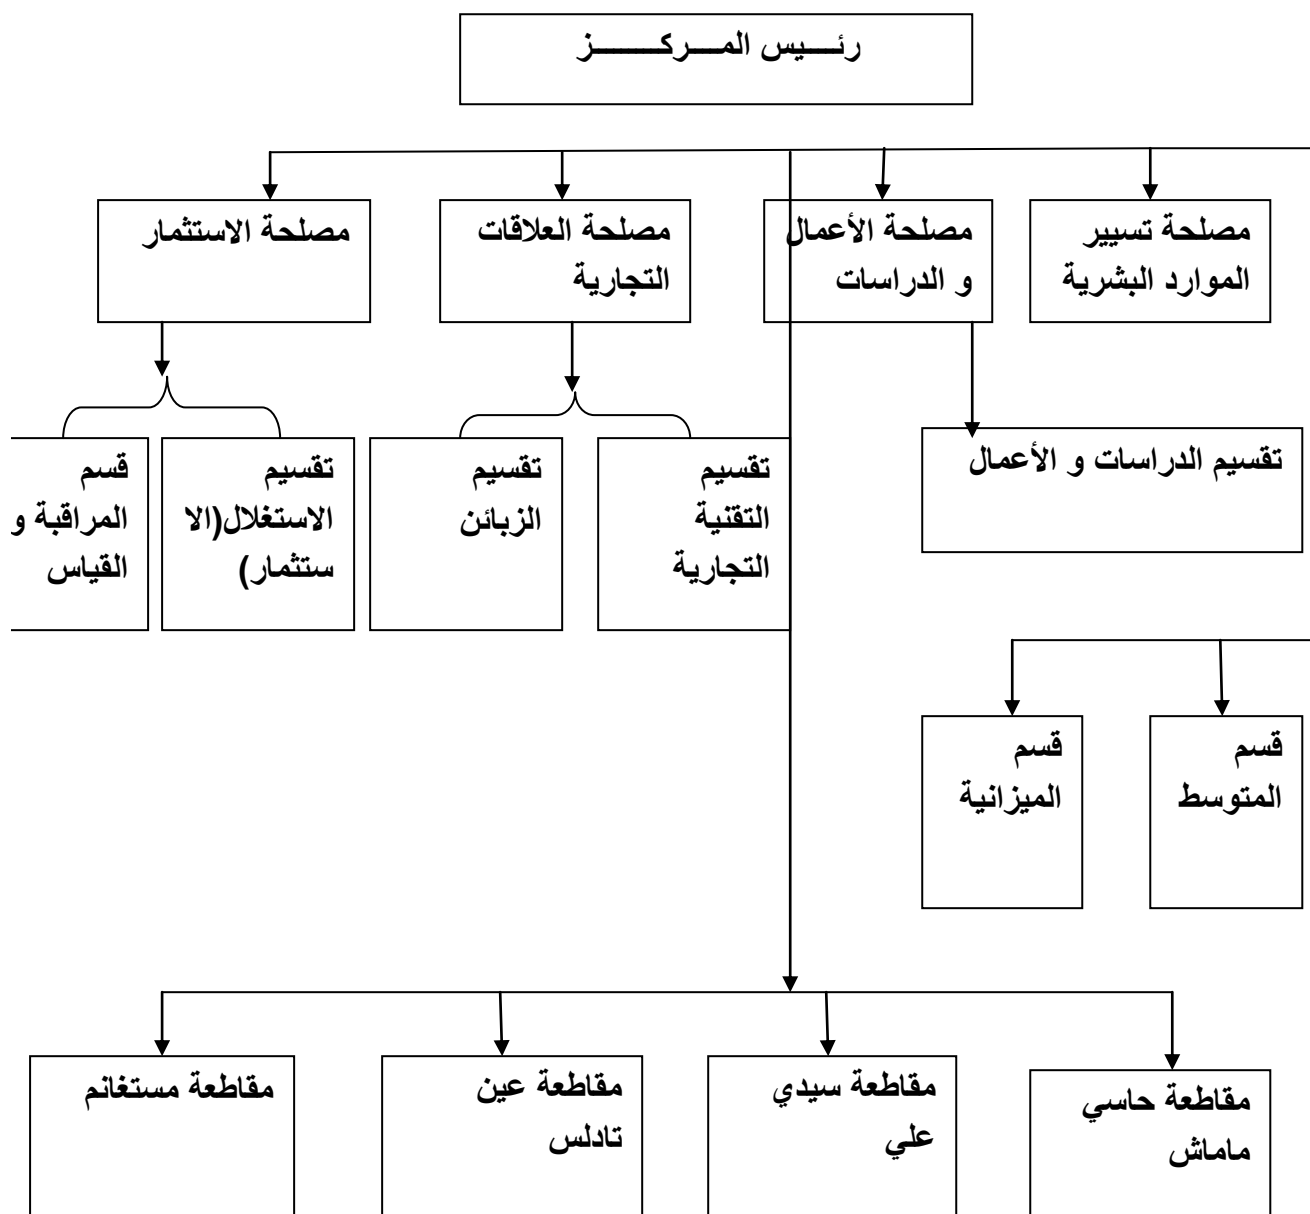 رئـــيس المـــركـــــز
مصلحة تسيير
الموارد البشرية
مصلحة الأعمال
و الدراسات
مصلحة العلاقات
التجارية
مصلحة الاستثمار
تقسيم الدراسات و الأعمال
تقسيم
التقنية
التجارية
تقسيم
الزبائن
تقسيم
الاستغلال(الا
ستثمار)
قسم
المراقبة و
القياس
قسم
المتوسط
قسم
الميزانية
مقاطعة حاسي
ماماش
مقاطعة سيدي
علي
مقاطعة عين
تادلس
مقاطعة مستغانم